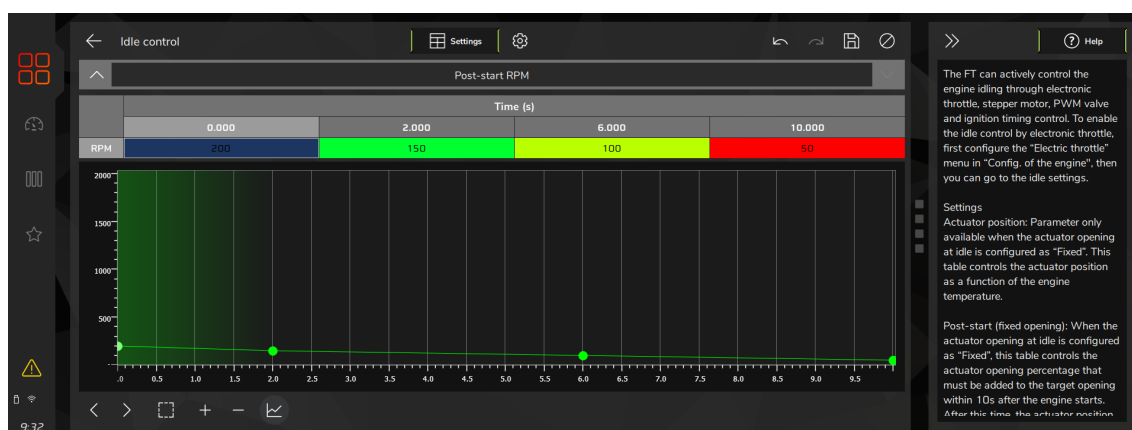 Idle control
Settings
Help
Post-start RPM
Time (s)
0.000 2.000 6.000 10.000
RPM 200 150 100 50
2000
1500
1000
500
.0 0.5 1.0 1.5 2.0 2.5 3.0 3.5 4.0 4.5 5.0 5.5 6.0 6.5 7.0 7.5 8.0 8.5 9.0 9.5
9:32
The FT can actively control the
engine idling through electronic
throttle, stepper motor, PWM valve
and ignition timing control. To enable
the idle control by electronic throttle,
first configure the "Electric throttle"
menu in "Config. of the engine", then
you can go to the idle settings.
Settings
Actuator position: Parameter only
available when the actuator opening
at idle is configured as "Fixed". This
table controls the actuator position
as a function of the engine
temperature.
Post-start (fixed opening): When the
actuator opening at idle is configured
as "Fixed", this table controls the
actuator opening percentage that
must be added to the target opening
within 10s after the engine starts.
After this time, the actuator position